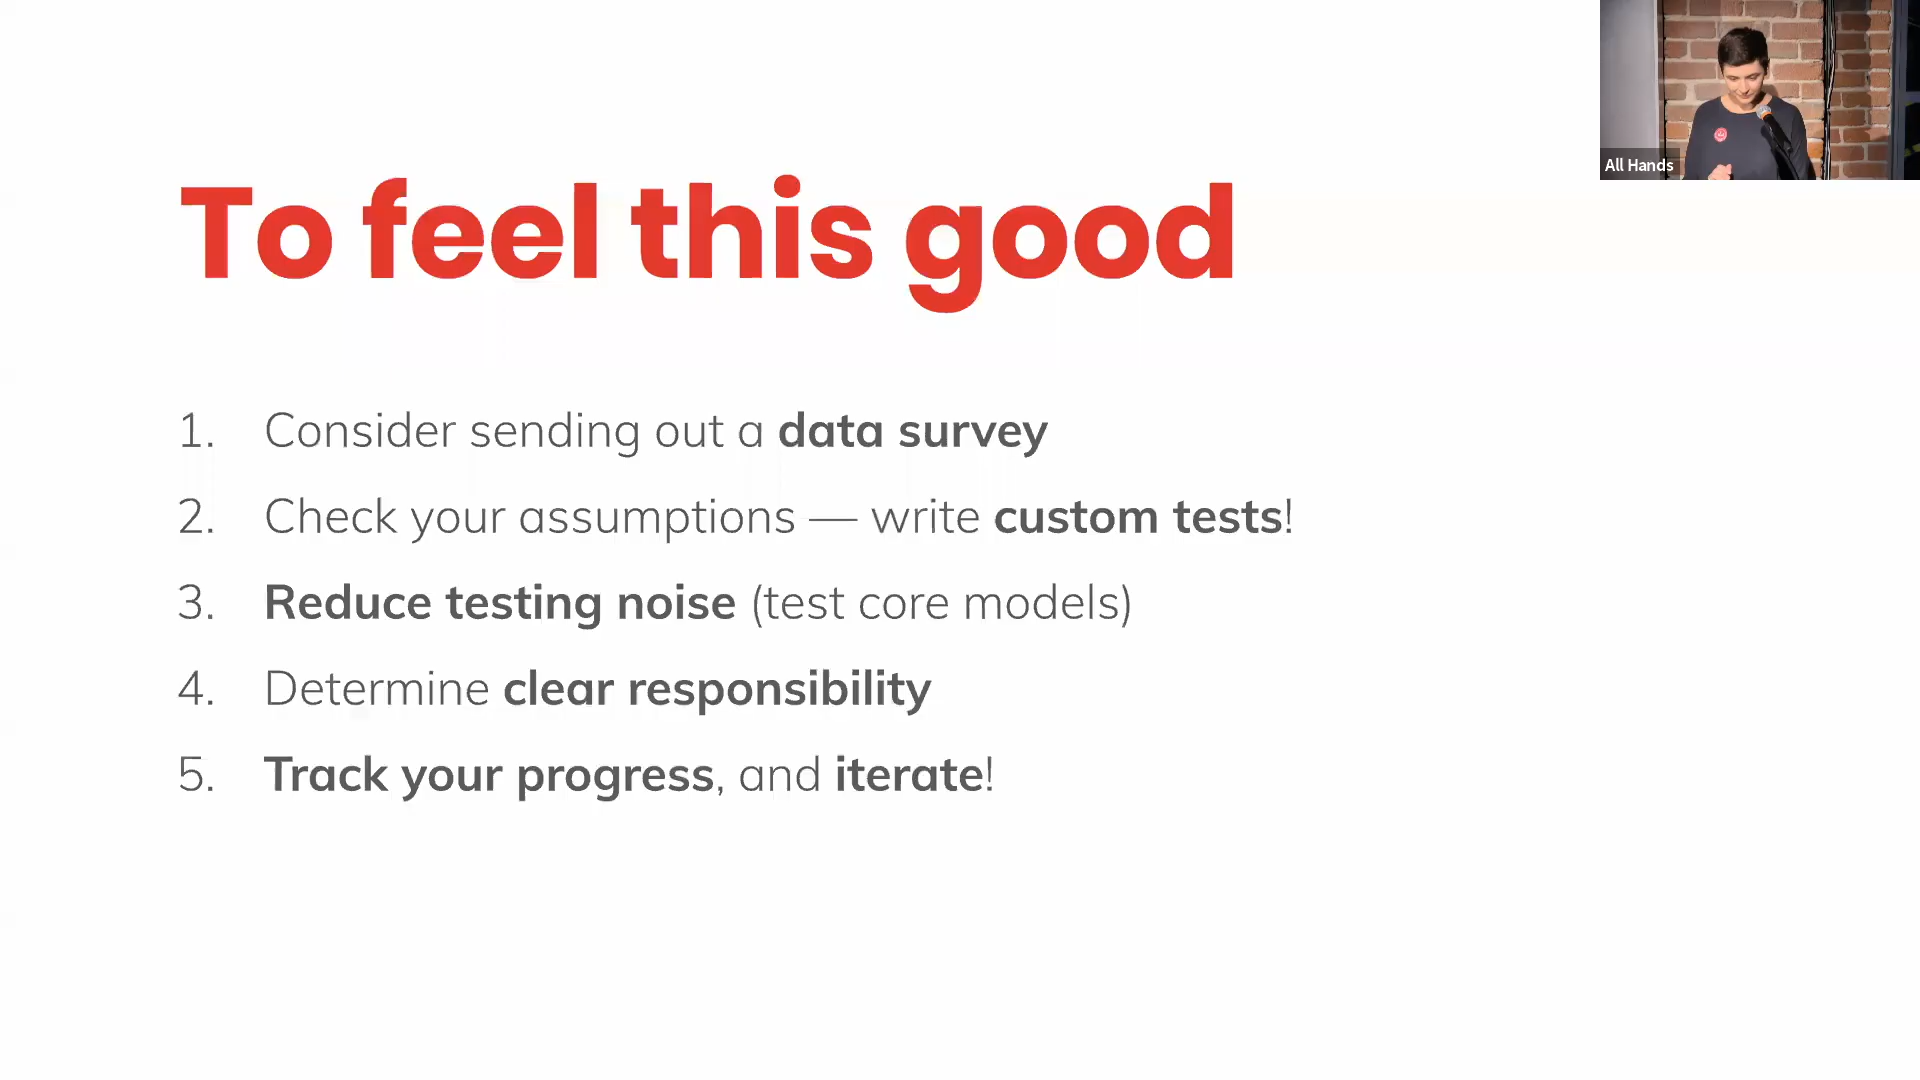 All Hands
To feel this good
1. Consider sending out a data survey
2. Check your assumptions — write custom tests!
3. Reduce testing noise (test core models)
4. Determine clear responsibility
5. Track your progress, and iterate!